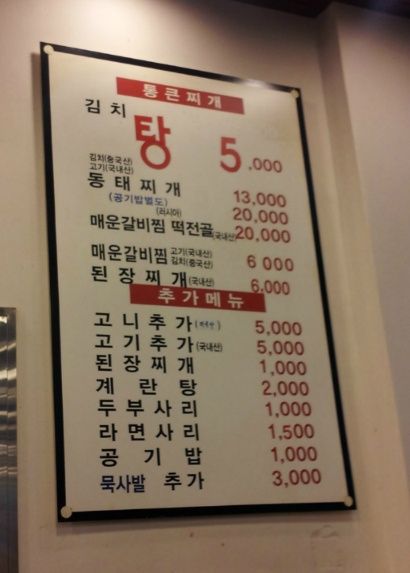 통큰찌개
김치
탕 5.000
김치(중국산)
고기(국내산)
동태찌개 13,000
(공기밥별도)
(러시아) 20,000
매운갈비찜 떡전골(국내산) 20,000
매운갈비찜 고기(국내산) 김치(중국산) 6 000
된장찌개(국내산) 6,000
추가메뉴
고니추가 5,000
고기추가(국내산) 5,000
된장찌개 1,000
계란탕 2,000
두부사리 1,000
라면사리 1,500
공기밥 1,000
묵사발 추가 3,000